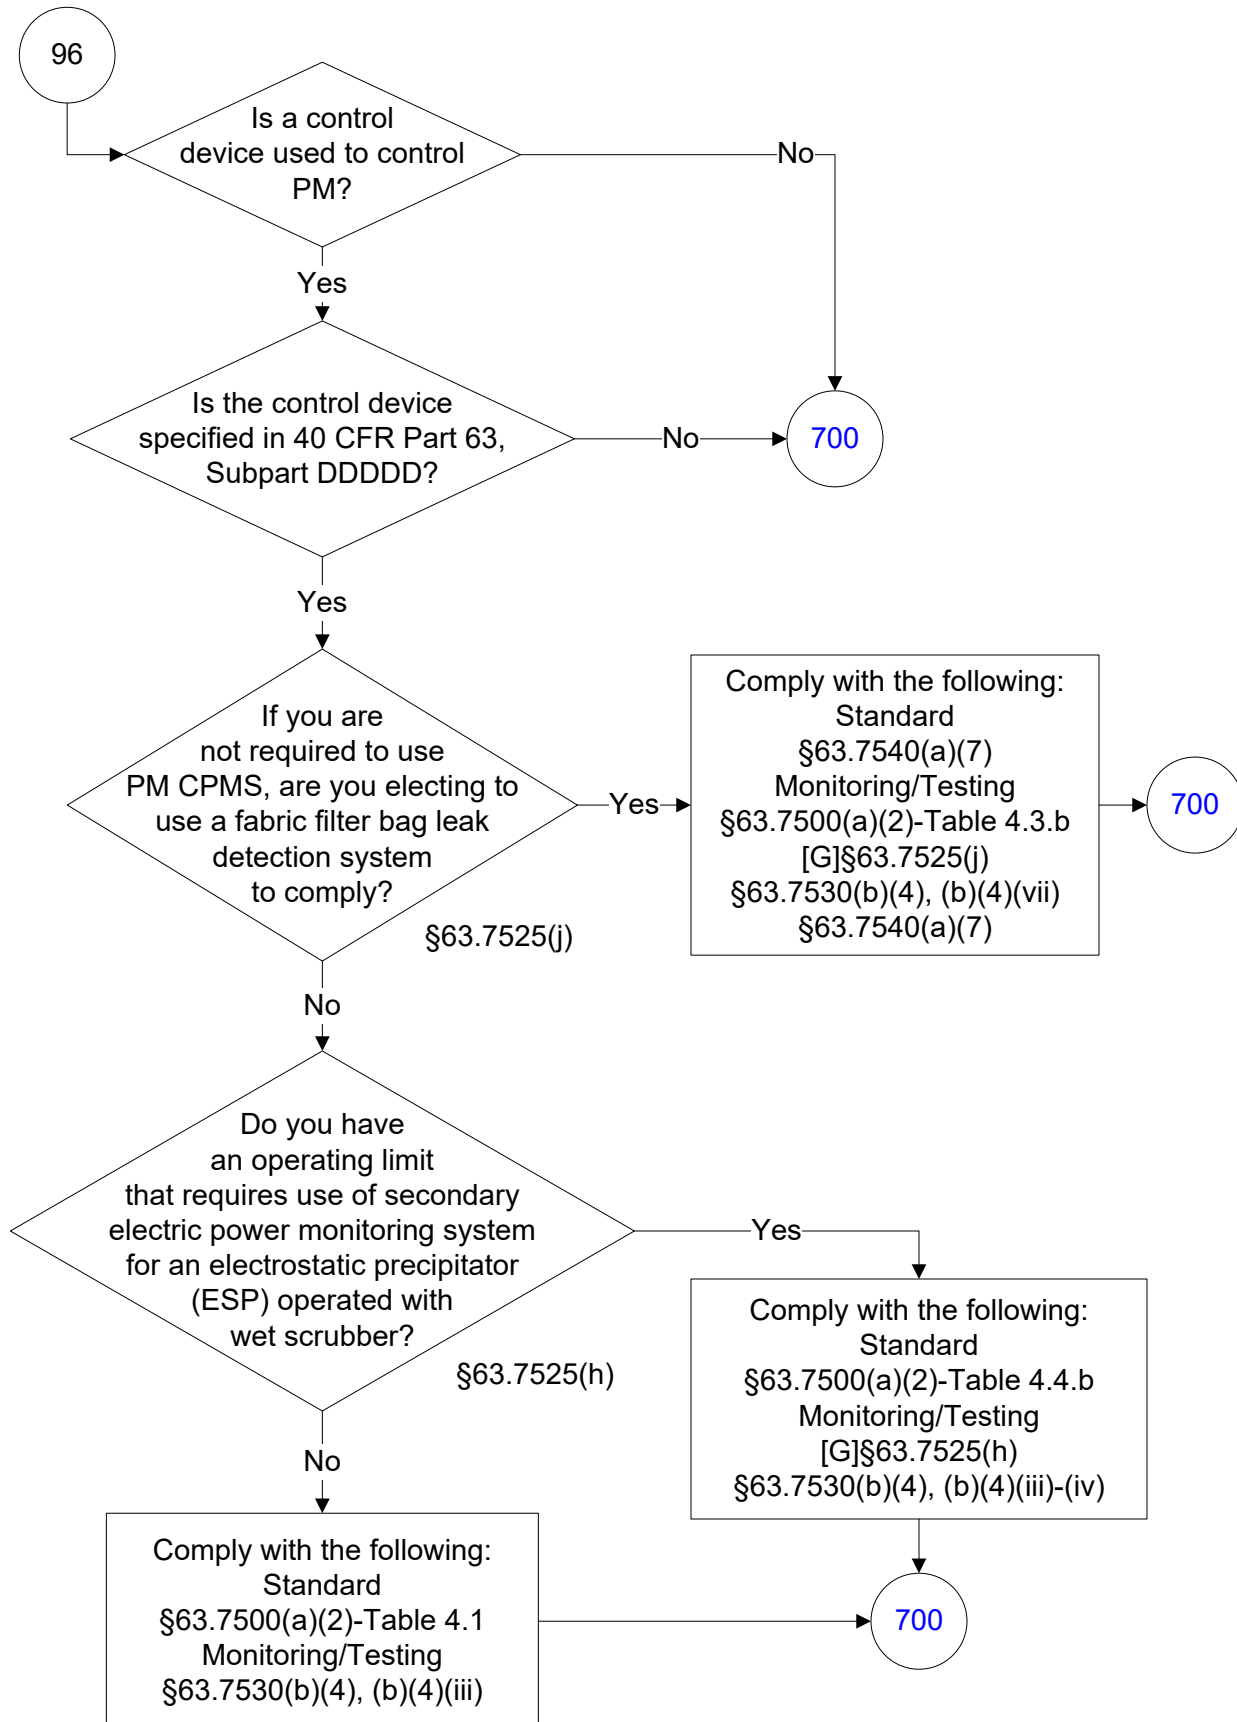 96
Is a control
device used to control
PM?
No
Yes
Is the control device
specified in 40 CFR Part 63,
Subpart DDDDD?
No
700
Yes
If you are
not required to use
PM CPMS, are you electing to
use a fabric filter bag leak
detection system
to comply?
§63.7525(j)
Yes
Comply with the following:
Standard
§63.7540(a)(7)
Monitoring/Testing
§63.7500(a)(2)-Table 4.3.b
[G]§63.7525(j)
§63.7530(b)(4), (b)(4)(vii)
§63.7540(a)(7)
700
No
Do you have
an operating limit
that requires use of secondary
electric power monitoring system
for an electrostatic precipitator
(ESP) operated with
wet scrubber?
§63.7525(h)
Yes
Comply with the following:
Standard
§63.7500(a)(2)-Table 4.4.b
Monitoring/Testing
[G]§63.7525(h)
§63.7530(b)(4), (b)(4)(iii)-(iv)
No
Comply with the following:
Standard
§63.7500(a)(2)-Table 4.1
Monitoring/Testing
§63.7530(b)(4), (b)(4)(iii)
700